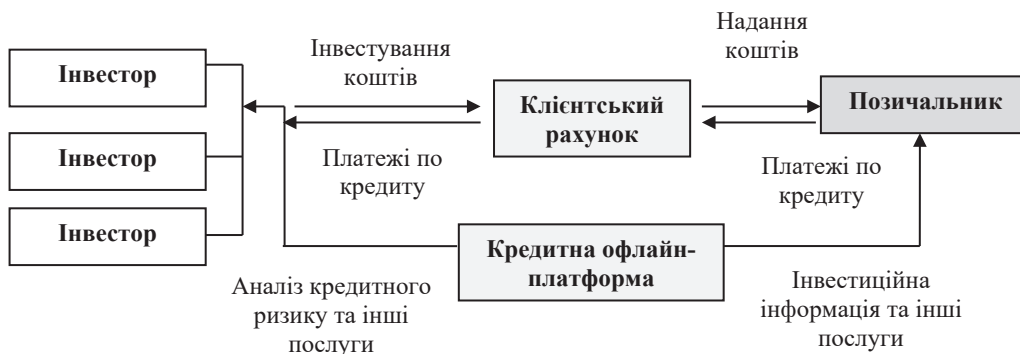 Інвестор
Інвестор
Інвестор
Інвестування
коштів
Платежі по
кредиту
Клієнтський
рахунок
Надання
коштів
Платежі по
кредиту
Позичальник
Кредитна офлайн-
платформа
Аналіз кредитного
ризику та інші
послуги
Інвестиційна
інформація та інші
послуги